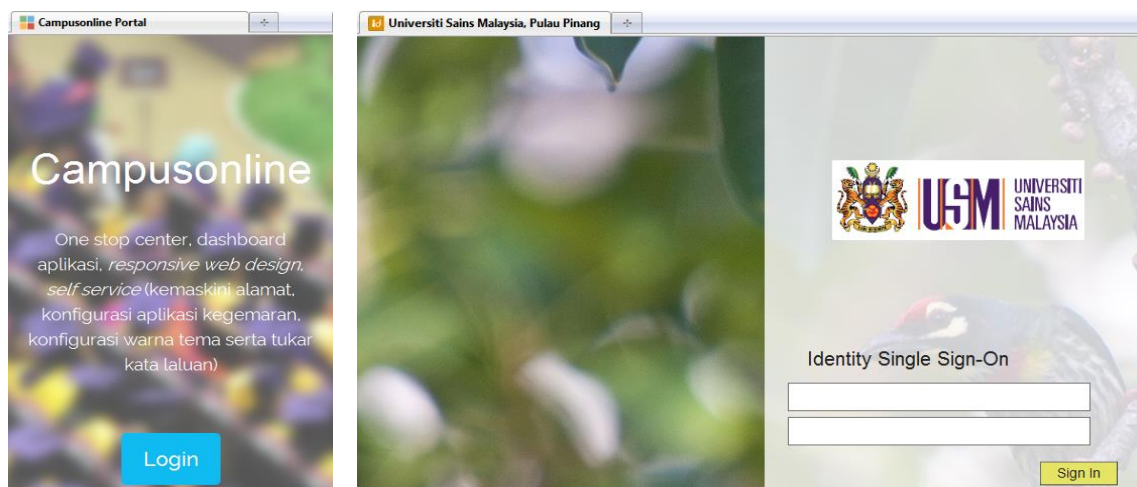 Campusonline Portal
Campusonline
One stop center, dashboard
aplikasi, responsive web design,
self service (kemaskini alamat,
konfigurasi aplikasi kegemaran,
konfigurasi warna tema serta tukar
kata laluan)
Login
Universiti Sains Malaysia, Pulau Pinang
USM
UNIVERSITI
SAINS
MALAYSIA
Identity Single Sign-On
Sign In